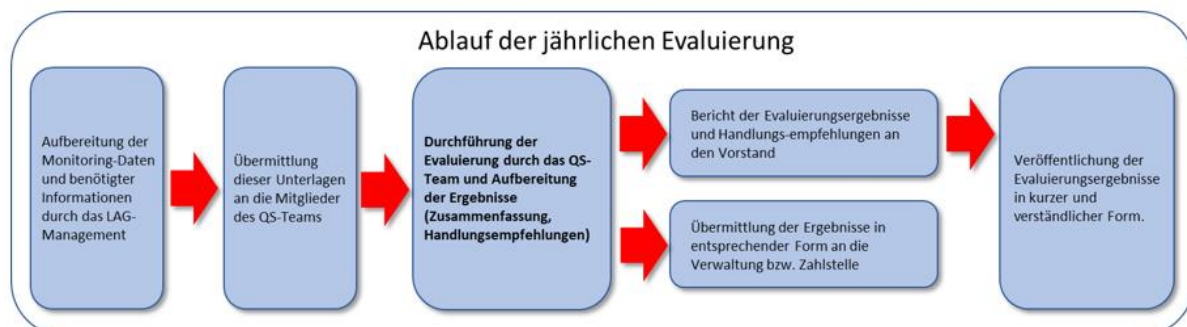 Ablauf der jährlichen Evaluierung
Aufbereitung der
Monitoring-Daten
und benötigter
Informationen
durch das LAG-
Management
Übermittlung
dieser Unterlagen
an die Mitglieder
des QS-Teams
Durchführung der
Evaluierung durch das QS-
Team und Aufbereitung
der Ergebnisse
(Zusammenfassung,
Handlungsempfehlungen)
Bericht der Evaluierungsergebnisse
und Handlungs-empfehlungen an
den Vorstand
Übermittlung der Ergebnisse in
entsprechender Form an die
Verwaltung bzw. Zahlstelle
Veröffentlichung der
Evaluierungsergebnisse
in kurzer und
verständlicher Form.